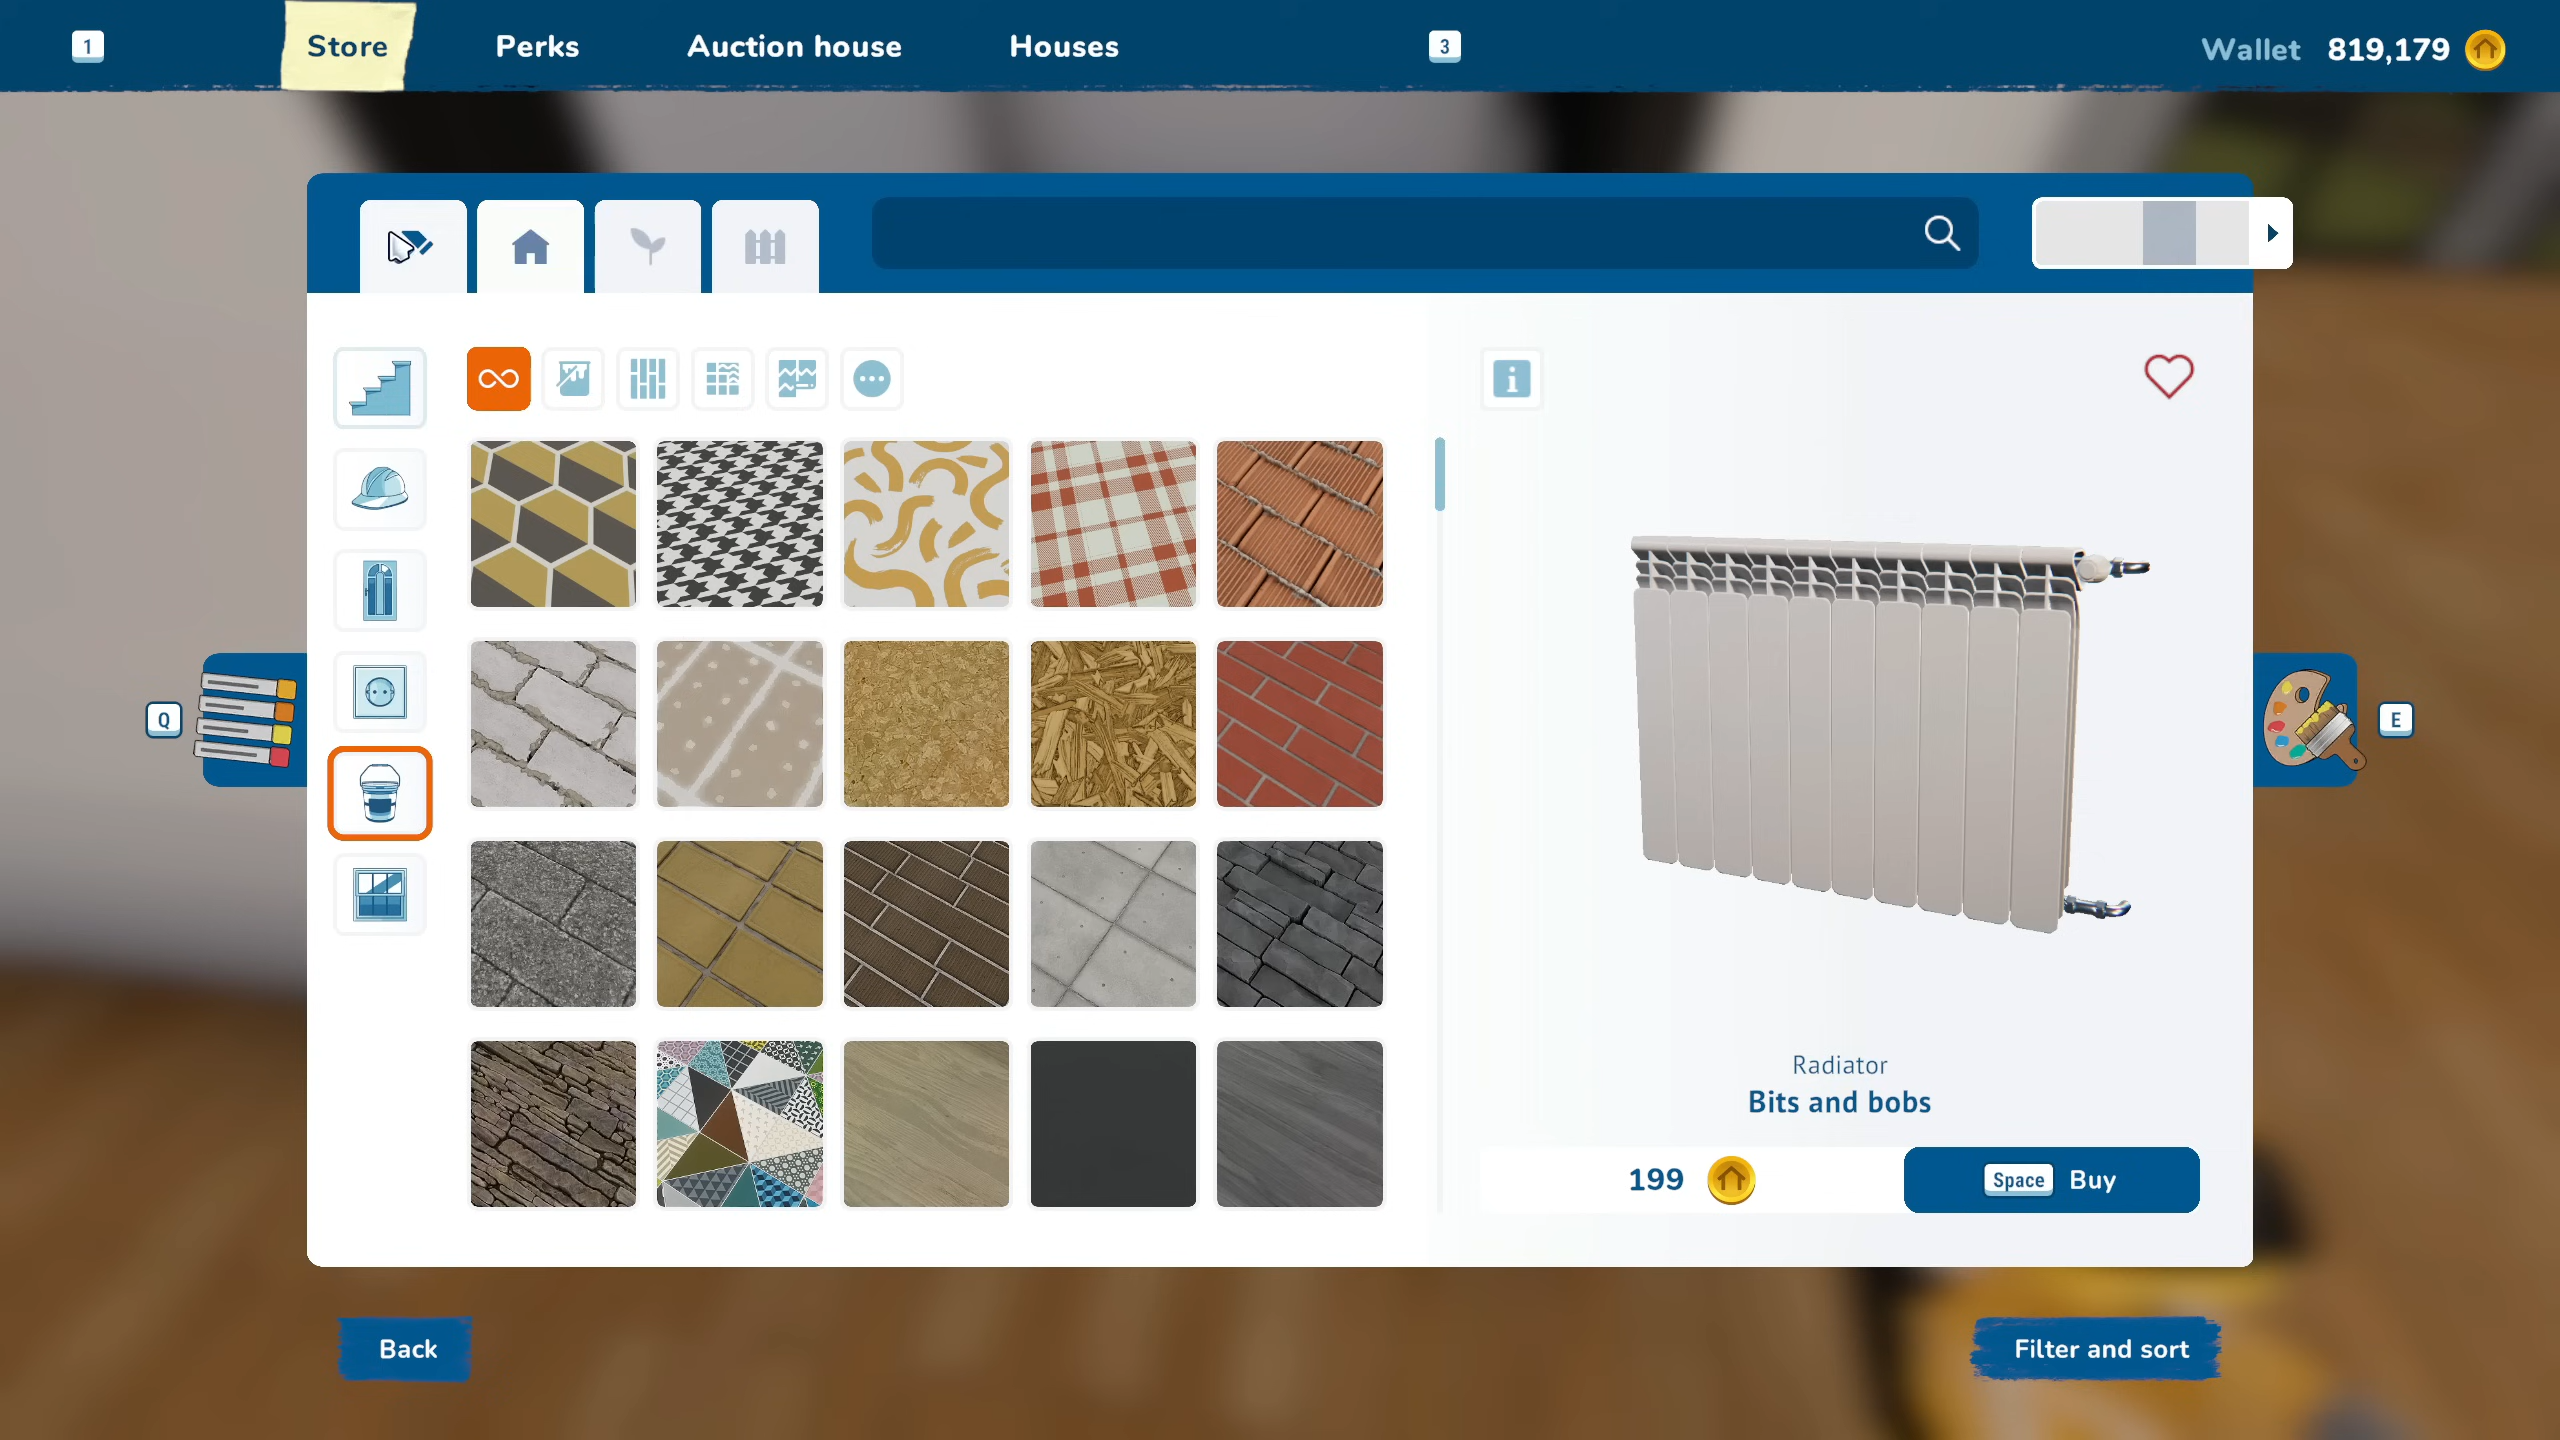 1
Store
Perks
Auction house
Houses
3
Wallet 819,179
i
Q
E
Radiator
Bits and bobs
199
Space Buy
Back
Filter and sort